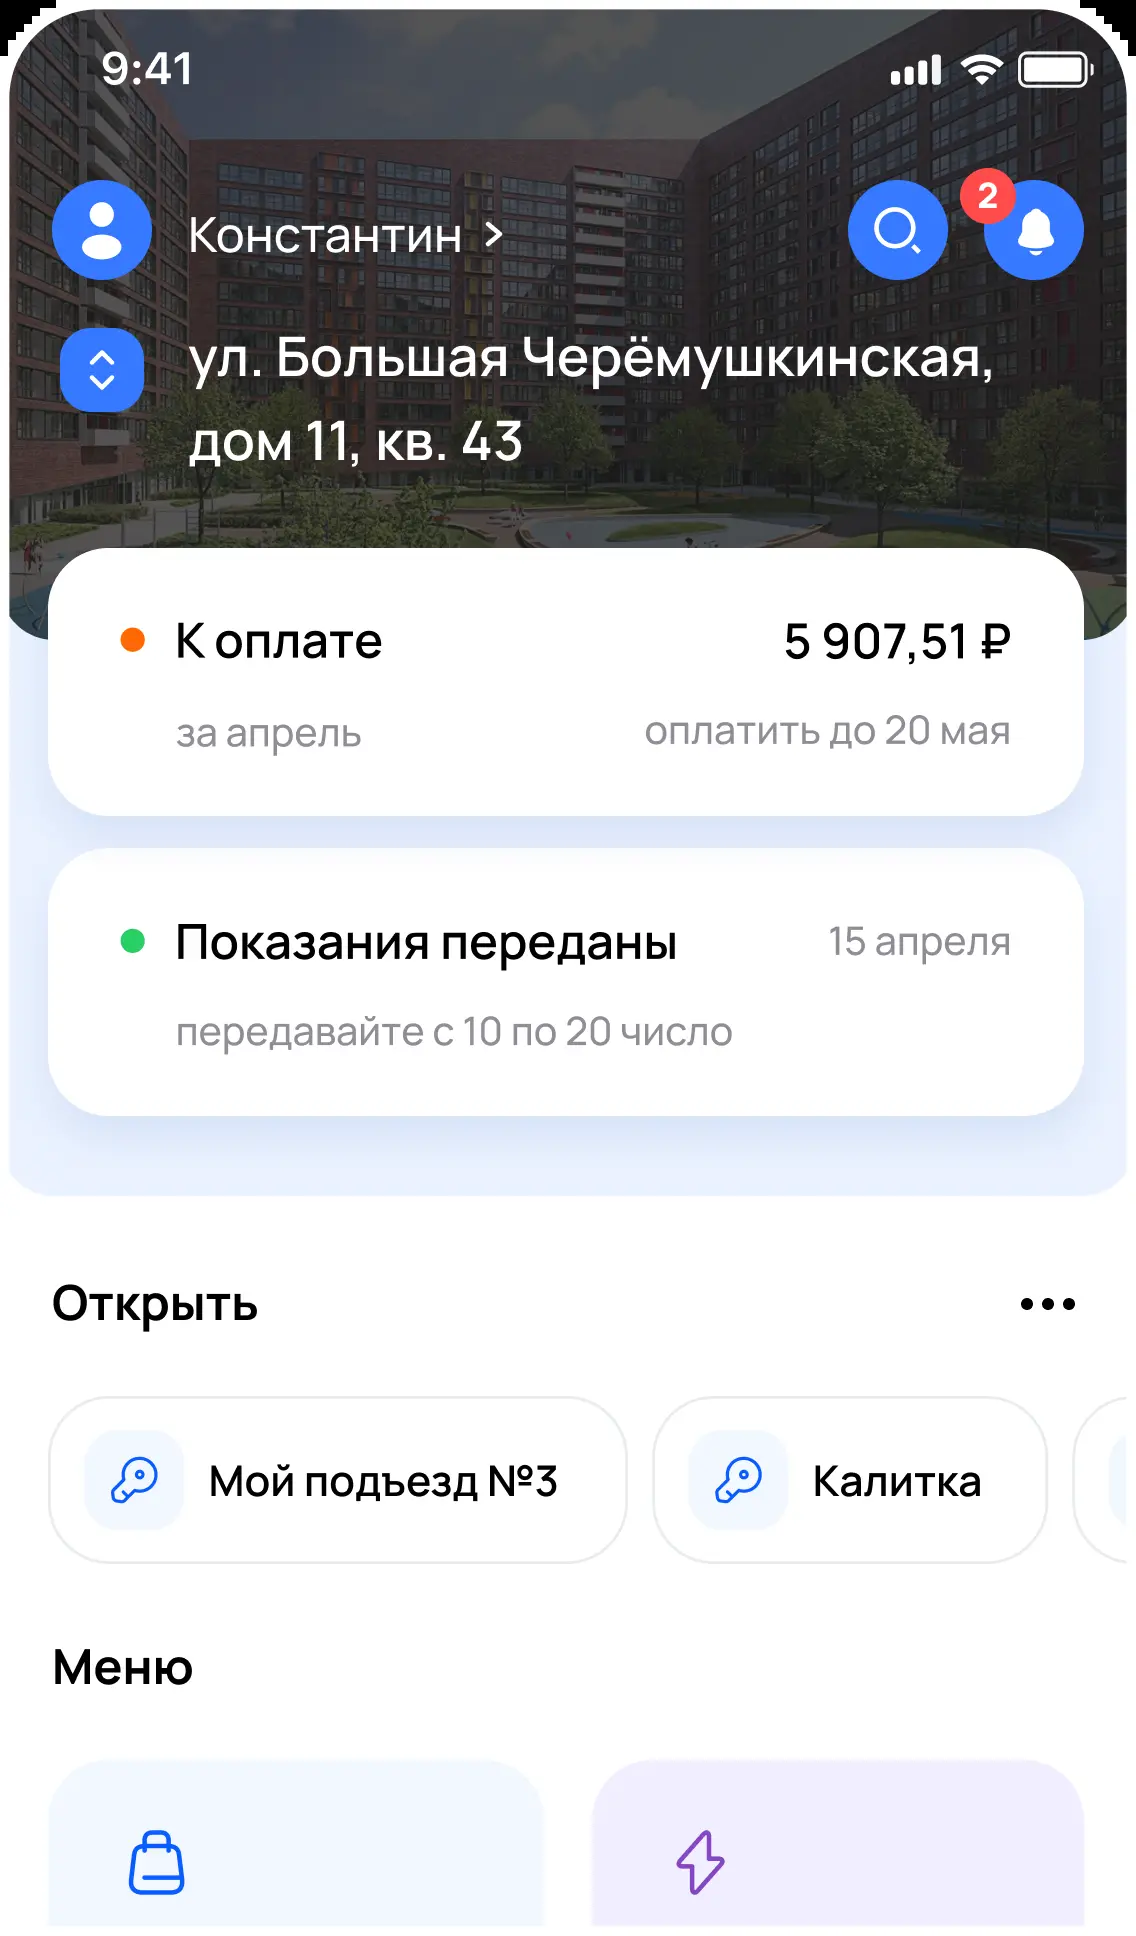 9:41
Константин
2
ул. Большая Черёмушкинская,
дом 11, кв. 43
К оплате
5 907,51 ₽
за апрель
оплатить до 20 мая
Показания переданы
15 апреля
передавайте с 10 по 20 число
Открыть
Мой подъезд №3
Калитка
Меню